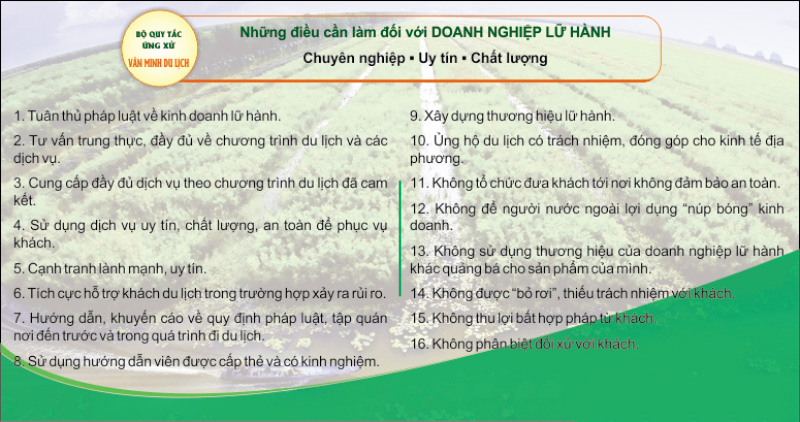 BỘ QUY TẮC
ỨNG XỬ
VĂN MINH DU LỊCH
Những điều cần làm đối với DOANH NGHIỆP LỮ HÀNH
Chuyên nghiệp ▪ Uy tín ▪ Chất lượng
1. Tuân thủ pháp luật về kinh doanh lữ hành.
2. Tư vấn trung thực, đầy đủ về chương trình du lịch và các
dịch vụ.
3. Cung cấp đầy đủ dịch vụ theo chương trình du lịch đã cam
kết.
4. Sử dụng dịch vụ uy tín, chất lượng, an toàn để phục vụ
khách.
5. Cạnh tranh lành mạnh, uy tín.
6. Tích cực hỗ trợ khách du lịch trong trường hợp xảy ra rủi ro.
7. Hướng dẫn, khuyến cáo về quy định pháp luật, tập quán
nơi đến trước và trong quá trình đi du lịch.
8. Sử dụng hướng dẫn viên được cấp thẻ và có kinh nghiệm.
9. Xây dựng thương hiệu lữ hành.
10. Ủng hộ du lịch có trách nhiệm, đóng góp cho kinh tế địa
phương.
11. Không tổ chức đưa khách tới nơi không đảm bảo an toàn.
12. Không để người nước ngoài lợi dụng “núp bóng” kinh
doanh.
13. Không sử dụng thương hiệu của doanh nghiệp lữ hành
khác quảng bá cho sản phẩm của mình.
14. Không được “bỏ rơi”, thiếu trách nhiệm với khách.
15. Không thu lợi bất hợp pháp từ khách.
16. Không phân biệt đối xử với khách.